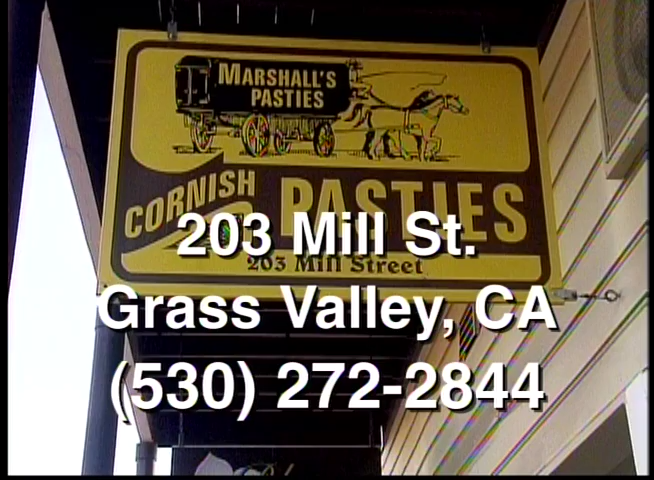 MARSHALL'S
PASTIES
CORNISH
PASTIES
203 Mill St.
203 Mill Street
Grass Valley, CA
(530) 272-2844